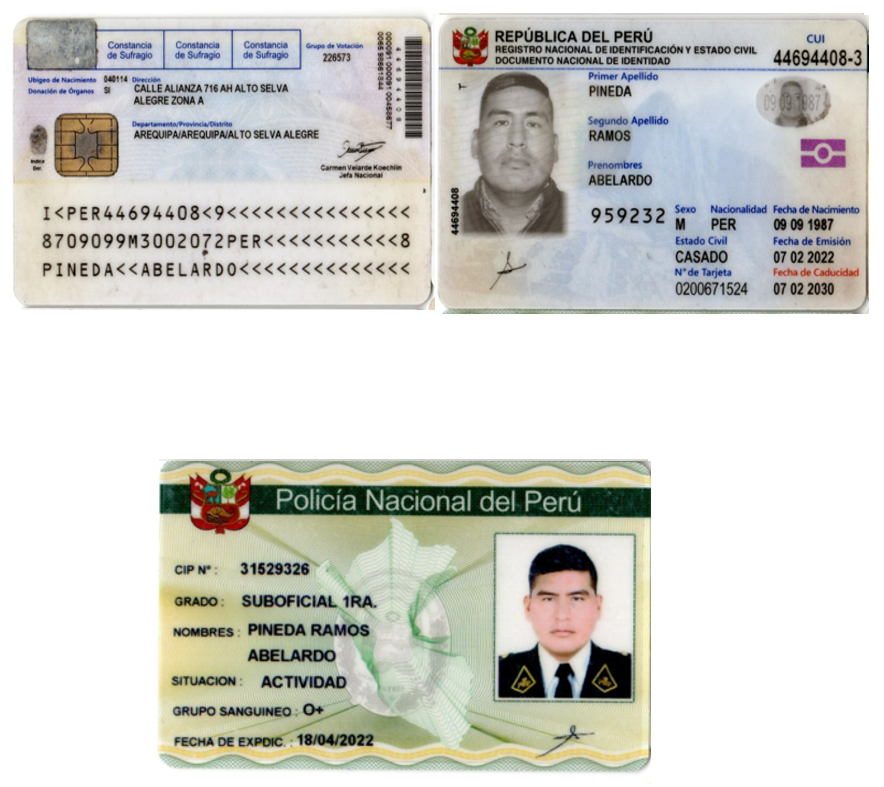 Constancia de Sufragio
Constancia de Sufragio
Constancia de Sufragio
Grupo de Votación
226573
Ubigeo de Nacimiento 040114 Dirección
Donación de Órganos SI CALLE ALIANZA 716 AH ALTO SELVA
ALEGRE ZONA A
Departamento/Provincia/Distrito
AREQUIPA/AREQUIPA/ALTO SELVA ALEGRE
Indice
Der.
Carmen Velarde Koechlin
Jefa Nacional
44694408
I<PER44694408<9<<<<<<<<<<<<<<<
8709099M3002072PER<<<<<<<<<<<8
PINEDA<<ABELARDO<<<<<<<<<<<<<<
REPÚBLICA DEL PERÚ
REGISTRO NACIONAL DE IDENTIFICACIÓN Y ESTADO CIVIL
DOCUMENTO NACIONAL DE IDENTIDAD
CUI
44694408-3
Primer Apellido
PINEDA
Segundo Apellido
RAMOS
Prenombres
ABELARDO
09 09 1987
44694408
959232
Sexo Nacionalidad Fecha de Nacimiento
M PER 09 09 1987
Estado Civil Fecha de Emisión
CASADO 07 02 2022
N° de Tarjeta Fecha de Caducidad
0200671524 07 02 2030
Policía Nacional del Perú
CIP N° : 31529326
GRADO : SUBOFICIAL 1RA.
NOMBRES : PINEDA RAMOS
ABELARDO
SITUACION : ACTIVIDAD
GRUPO SANGUINEO : O+
FECHA DE EXPDIC. : 18/04/2022